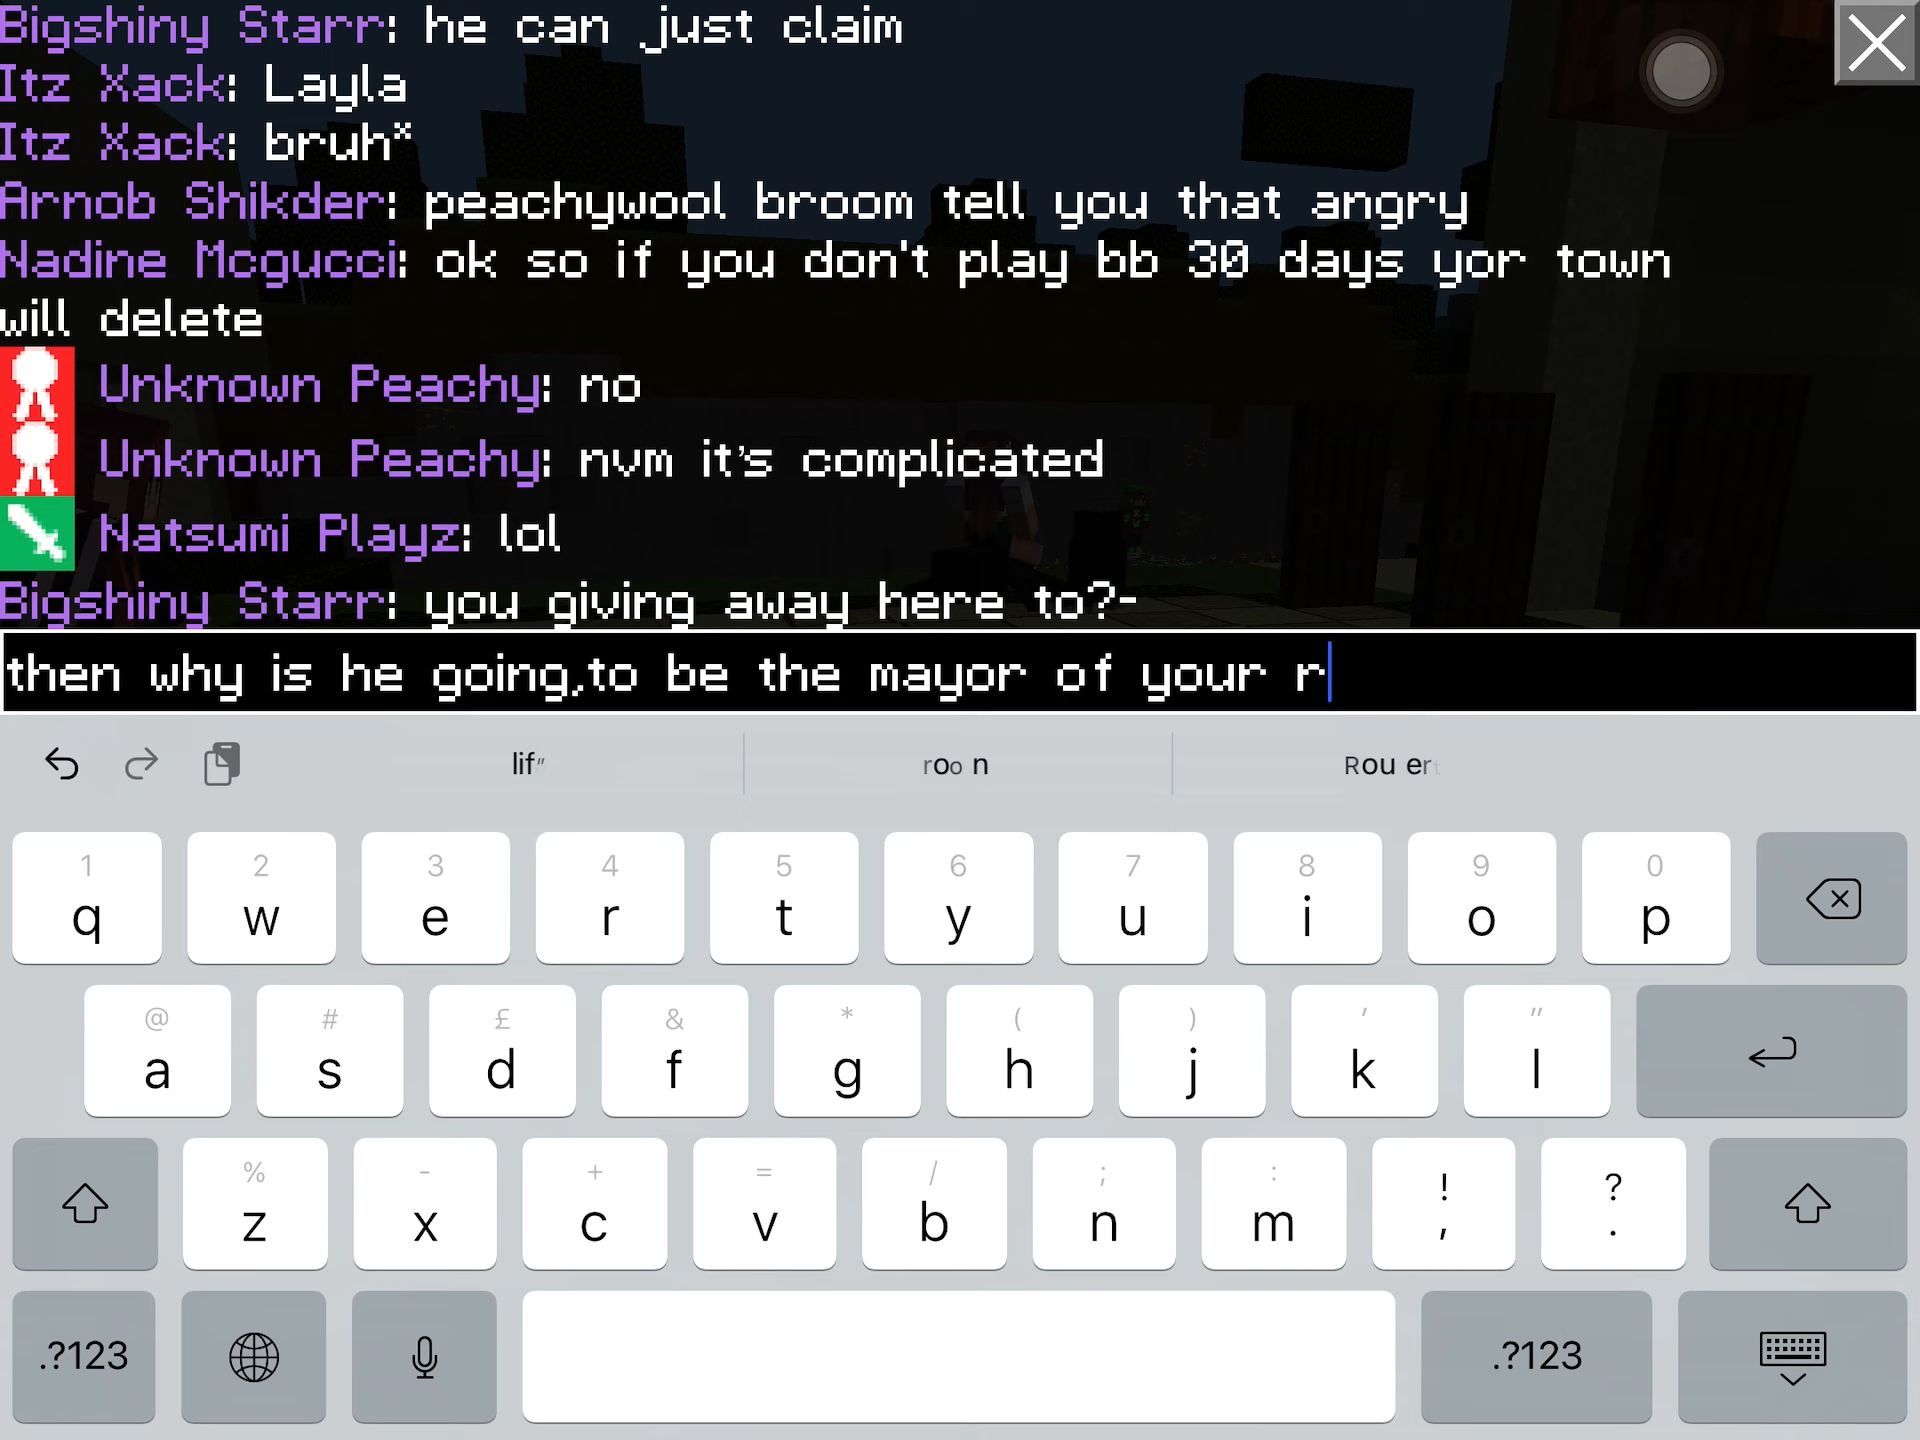 Bigshiny Starr: he can just claim
Itz Xack: Layla
Itz Xack: bruh*
Arnob Shikder: peachywool broom tell you that angry
Nadine Mcgucci: ok so if you don't play bb 30 days yor town
will delete
Unknown Peachy: no
Unknown Peachy: nvm it's complicated
Natsumi Playz: lol
Bigshiny Starr: you giving away here to?-
then why is he going,to be the mayor of your r
1 2 3 4 5 6 7 8 9 0
q w e r t y u i o p
@ # £ & * ( ) ' "
a s d f g h j k l
% - + = / ; : ! ?
z x c v b n m , .
.?123 .?123